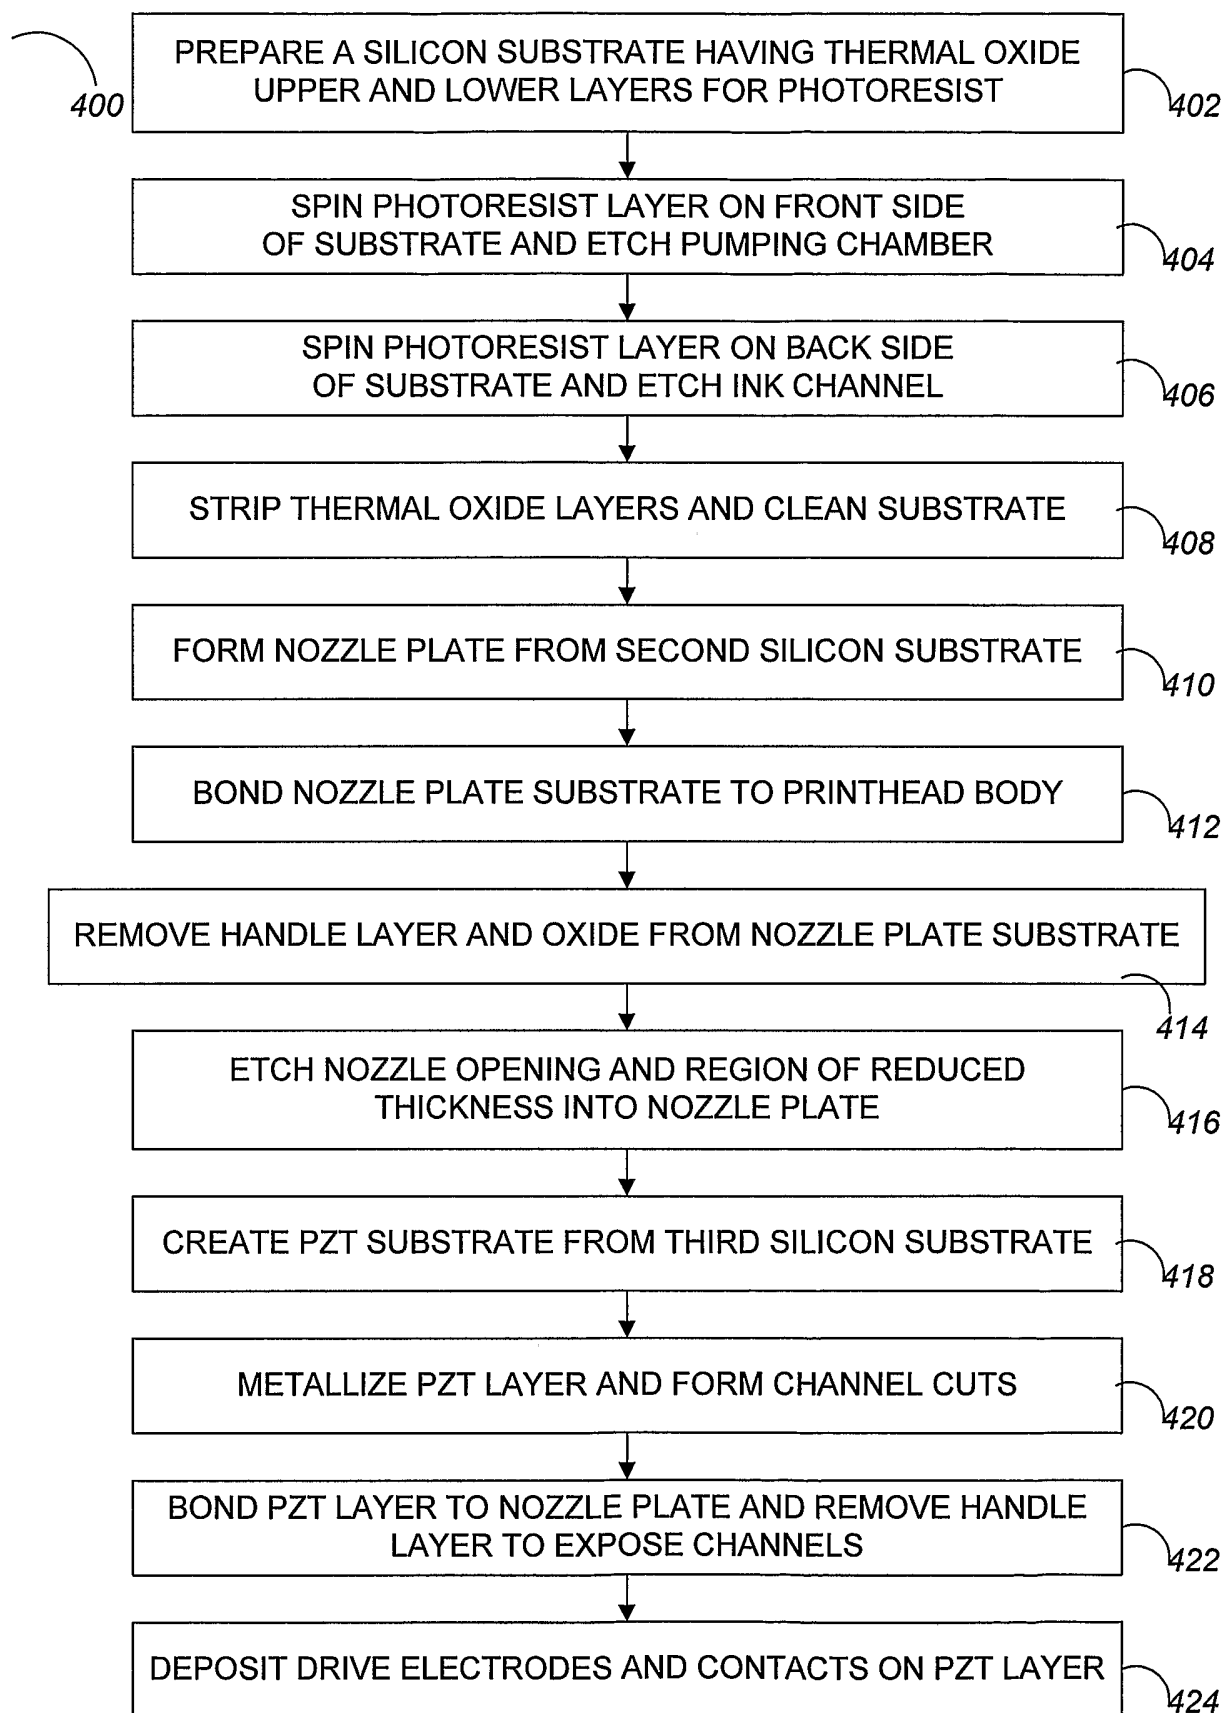 400
PREPARE A SILICON SUBSTRATE HAVING THERMAL OXIDE
UPPER AND LOWER LAYERS FOR PHOTORESIST
402
SPIN PHOTORESIST LAYER ON FRONT SIDE
OF SUBSTRATE AND ETCH PUMPING CHAMBER
404
SPIN PHOTORESIST LAYER ON BACK SIDE
OF SUBSTRATE AND ETCH INK CHANNEL
406
STRIP THERMAL OXIDE LAYERS AND CLEAN SUBSTRATE
408
FORM NOZZLE PLATE FROM SECOND SILICON SUBSTRATE
410
BOND NOZZLE PLATE SUBSTRATE TO PRINTHEAD BODY
412
REMOVE HANDLE LAYER AND OXIDE FROM NOZZLE PLATE SUBSTRATE
414
ETCH NOZZLE OPENING AND REGION OF REDUCED
THICKNESS INTO NOZZLE PLATE
416
CREATE PZT SUBSTRATE FROM THIRD SILICON SUBSTRATE
418
METALLIZE PZT LAYER AND FORM CHANNEL CUTS
420
BOND PZT LAYER TO NOZZLE PLATE AND REMOVE HANDLE
LAYER TO EXPOSE CHANNELS
422
DEPOSIT DRIVE ELECTRODES AND CONTACTS ON PZT LAYER
424